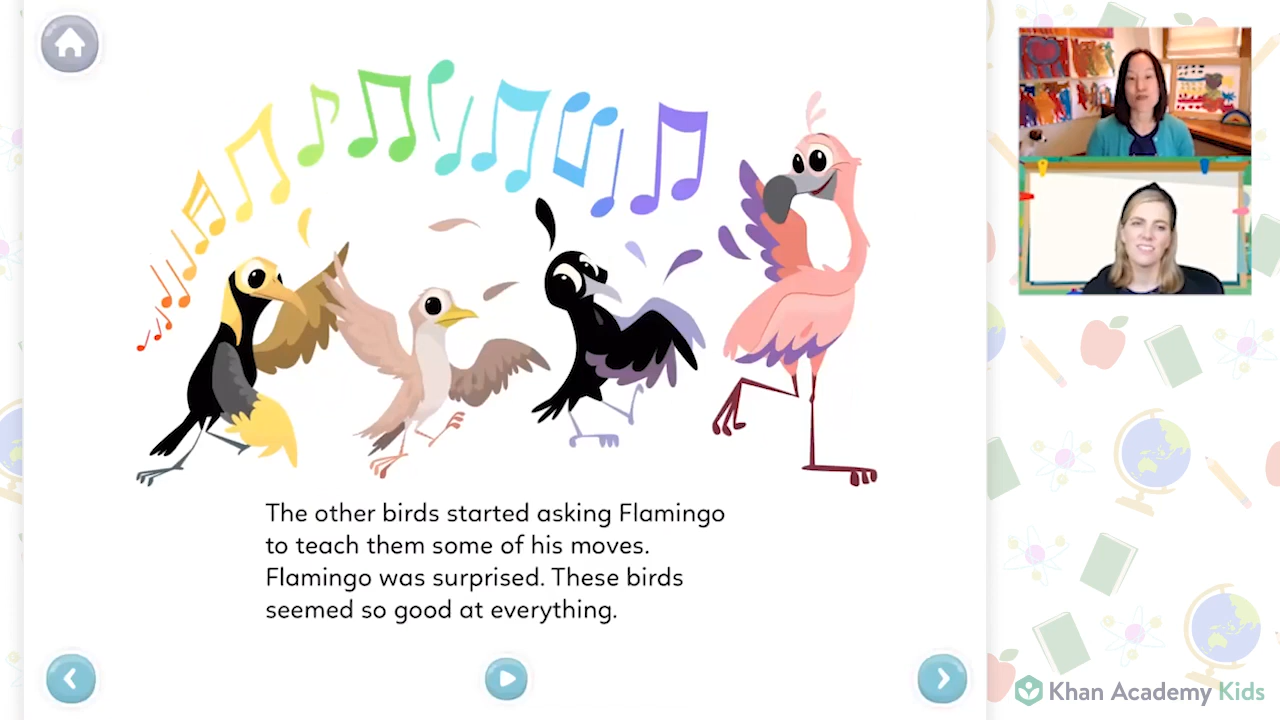 The other birds started asking Flamingo
to teach them some of his moves.
Flamingo was surprised. These birds
seemed so good at everything.
Khan Academy Kids